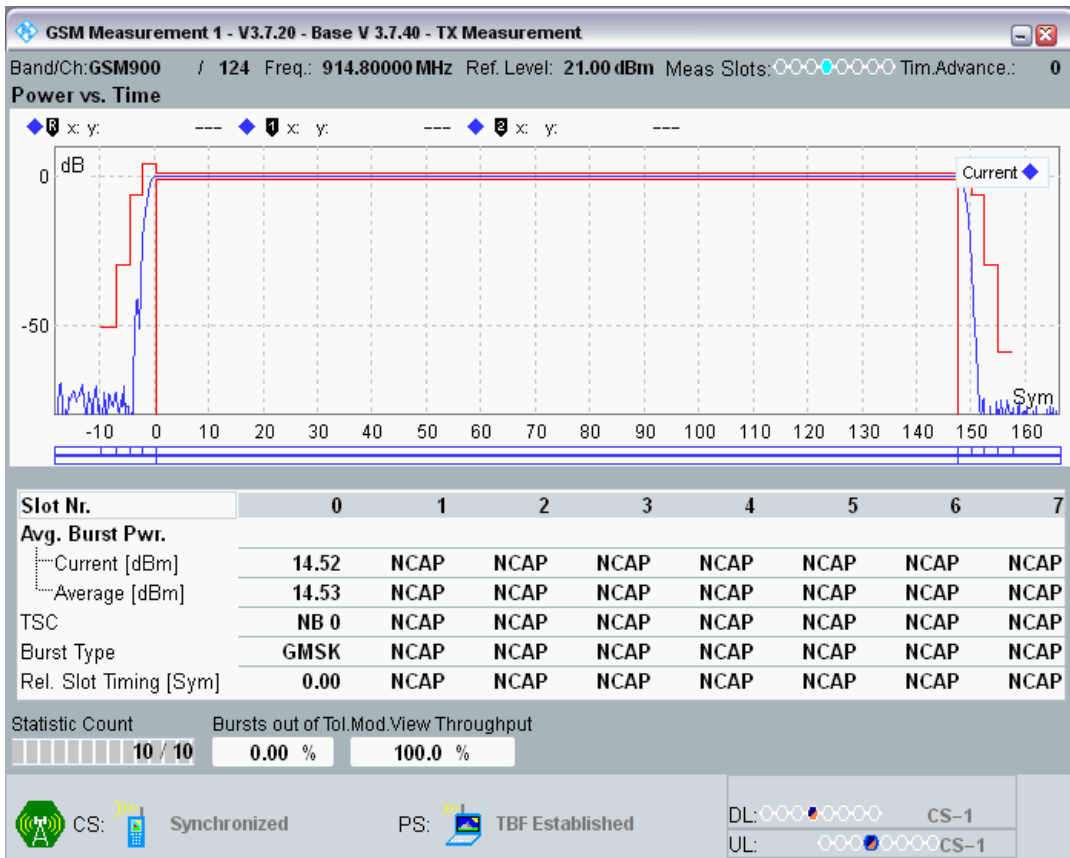 GSM Measurement 1 - V3.7.20 - Base V 3.7.40 - TX Measurement
Band/Ch:GSM900 / 124 Freq.: 914.80000 MHz Ref. Level: 21.00 dBm Meas Slots: Tim.Advance.: 0
Power vs. Time
R x: y: --- 1 x: y: --- 2 x: y: ---
dB
Current
0
-50
Sym
-10 0 10 20 30 40 50 60 70 80 90 100 110 120 130 140 150 160
Slot Nr. 0 1 2 3 4 5 6 7
Avg. Burst Pwr.
Current [dBm] 14.52 NCAP NCAP NCAP NCAP NCAP NCAP NCAP
Average [dBm] 14.53 NCAP NCAP NCAP NCAP NCAP NCAP NCAP
TSC NB 0 NCAP NCAP NCAP NCAP NCAP NCAP NCAP
Burst Type GMSK NCAP NCAP NCAP NCAP NCAP NCAP NCAP
Rel. Slot Timing [Sym] 0.00 NCAP NCAP NCAP NCAP NCAP NCAP NCAP
Statistic Count Bursts out of Tol.Mod.View Throughput
10 / 10 0.00 % 100.0 %
CS: Synchronized PS: TBF Established
DL: CS-1
UL: CS-1